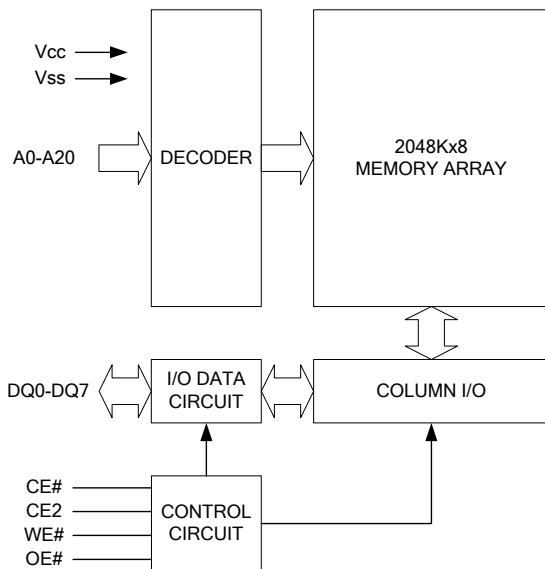 Vcc
Vss
A0-A20
DECODER
2048Kx8
MEMORY ARRAY
DQ0-DQ7
I/O DATA
CIRCUIT
COLUMN I/O
CE#
CE2
WE#
OE#
CONTROL
CIRCUIT